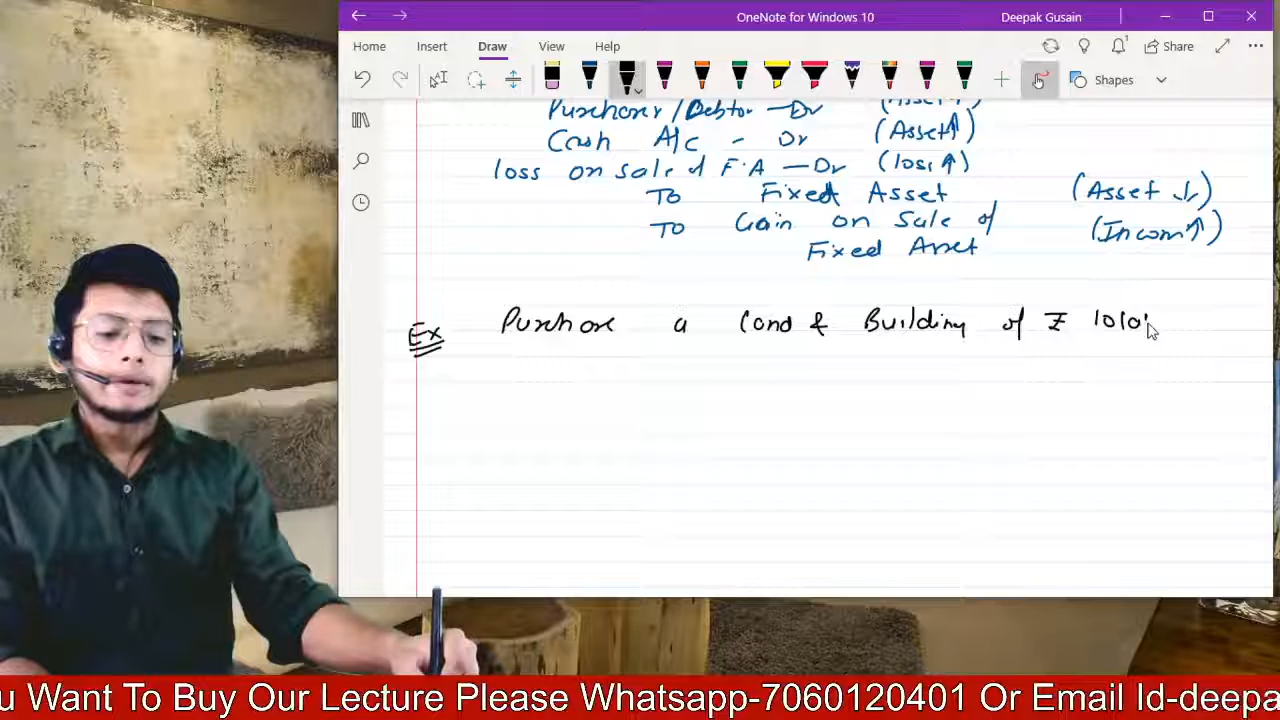 OneNote for Windows 10
Deepak Gusain
Home Insert Draw View Help
Share
Shapes
Purchaser/Debtor - Dr (Asset↑)
Cash A/c - Dr (Asset↑)
loss on sale of F.A - Dr (loss↑)
To Fixed Asset (Asset ↓)
To Gain on Sale of (Incom↑)
Fixed Asset
Ex Purchase a Land & Building of ₹ 1010
u Want To Buy Our Lecture Please Whatsapp-7060120401 Or Email Id-deepa